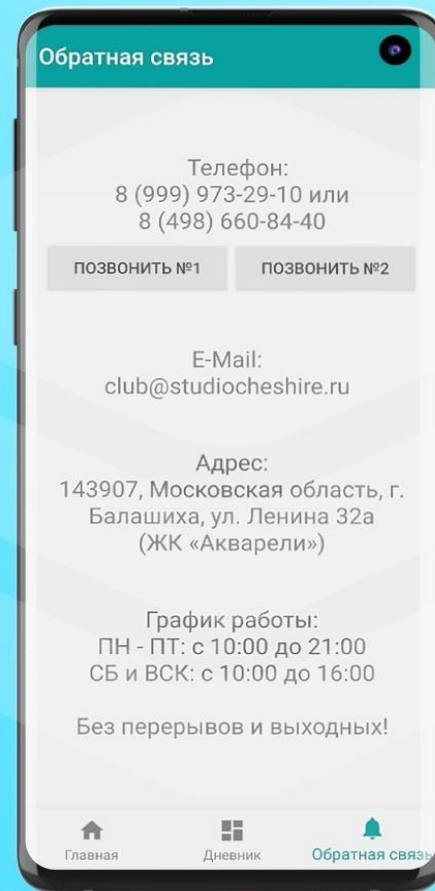 Обратная связь
Телефон:
8 (999) 973-29-10 или
8 (498) 660-84-40
ПОЗВОНИТЬ №1 ПОЗВОНИТЬ №2
E-Mail:
club@studiocheshire.ru
Адрес:
143907, Московская область, г.
Балашиха, ул. Ленина 32а
(ЖК «Акварели»)
График работы:
ПН - ПТ: с 10:00 до 21:00
СБ и ВСК: с 10:00 до 16:00
Без перерывов и выходных!
Главная Дневник Обратная связь